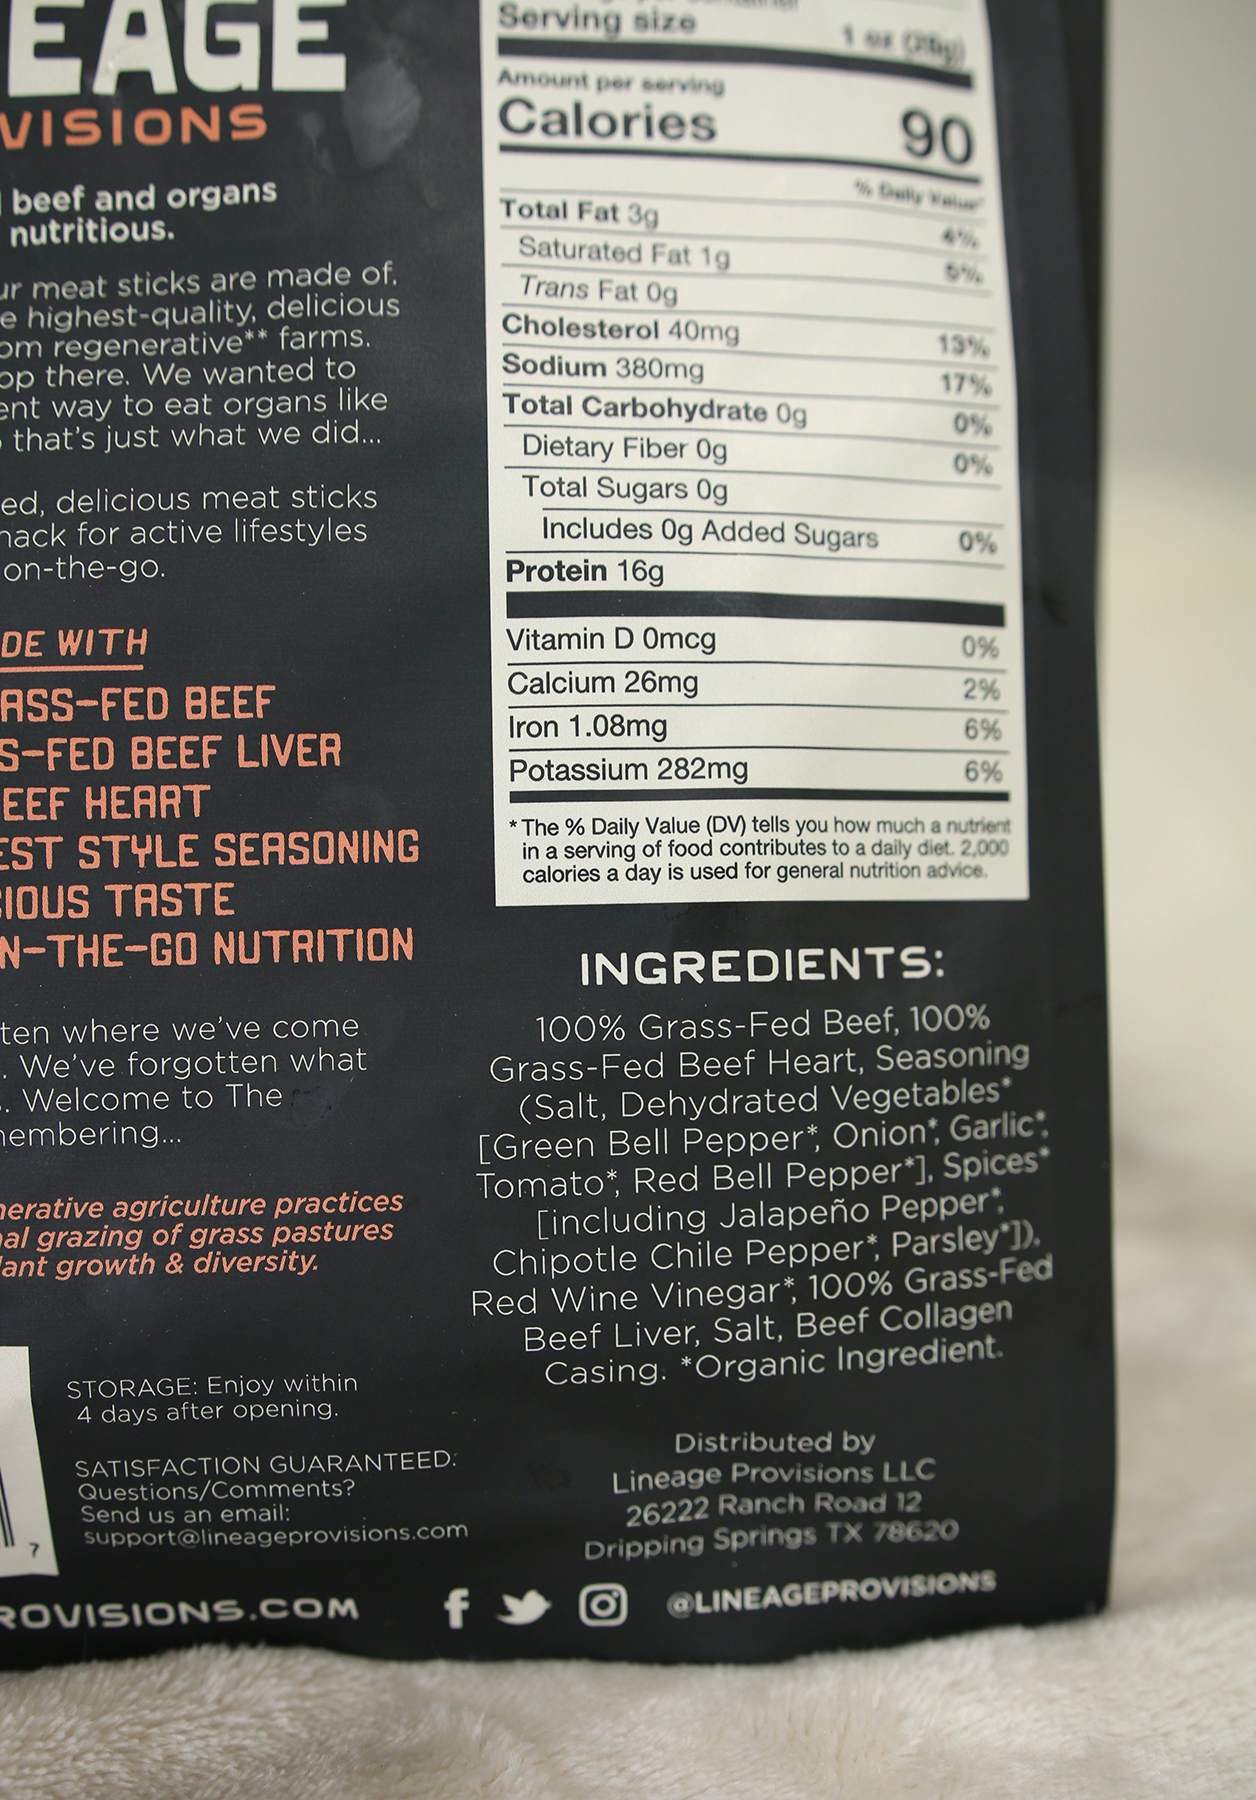 EAGE
VISIONS
beef and organs
nutritious.
ur meat sticks are made of.
e highest-quality, delicious
om regenerative** farms.
op there. We wanted to
ent way to eat organs like
that's just what we did...
ed, delicious meat sticks
nack for active lifestyles
on-the-go.
DE WITH
ASS-FED BEEF
S-FED BEEF LIVER
EEF HEART
EST STYLE SEASONING
CIOUS TASTE
N-THE-GO NUTRITION
ten where we've come
. We've forgotten what
. Welcome to The
membering...
nerative agriculture practices
nal grazing of grass pastures
lant growth & diversity.
STORAGE: Enjoy within
4 days after opening.
SATISFACTION GUARANTEED:
Questions/Comments?
Send us an email:
support@lineageprovisions.com
7
ROVISIONS.COM
Serving size 1 oz (28g)
Amount per serving
Calories 90
% Daily Value*
Total Fat 3g 4%
Saturated Fat 1g 5%
Trans Fat 0g
Cholesterol 40mg 13%
Sodium 380mg 17%
Total Carbohydrate 0g 0%
Dietary Fiber 0g 0%
Total Sugars 0g
Includes 0g Added Sugars 0%
Protein 16g
Vitamin D 0mcg 0%
Calcium 26mg 2%
Iron 1.08mg 6%
Potassium 282mg 6%
* The % Daily Value (DV) tells you how much a nutrient
in a serving of food contributes to a daily diet. 2,000
calories a day is used for general nutrition advice.
INGREDIENTS:
100% Grass-Fed Beef, 100%
Grass-Fed Beef Heart, Seasoning
(Salt, Dehydrated Vegetables*
[Green Bell Pepper*, Onion*, Garlic*,
Tomato*, Red Bell Pepper*], Spices*
[including Jalapeño Pepper*,
Chipotle Chile Pepper*, Parsley*]),
Red Wine Vinegar*, 100% Grass-Fed
Beef Liver, Salt, Beef Collagen
Casing. *Organic Ingredient.
Distributed by
Lineage Provisions LLC
26222 Ranch Road 12
Dripping Springs TX 78620
@LINEAGEPROVISIONS